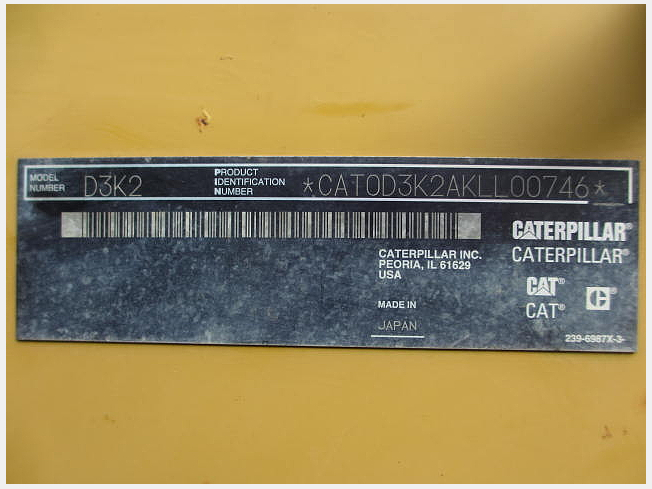 MODEL NUMBER D3K2
PRODUCT IDENTIFICATION NUMBER *CAT0D3K2AKLL00746*
CATERPILLAR®
CATERPILLAR INC.
PEORIA, IL 61629
USA
CATERPILLAR®
CAT®
CAT®
C
MADE IN
JAPAN
239-6987X-3-